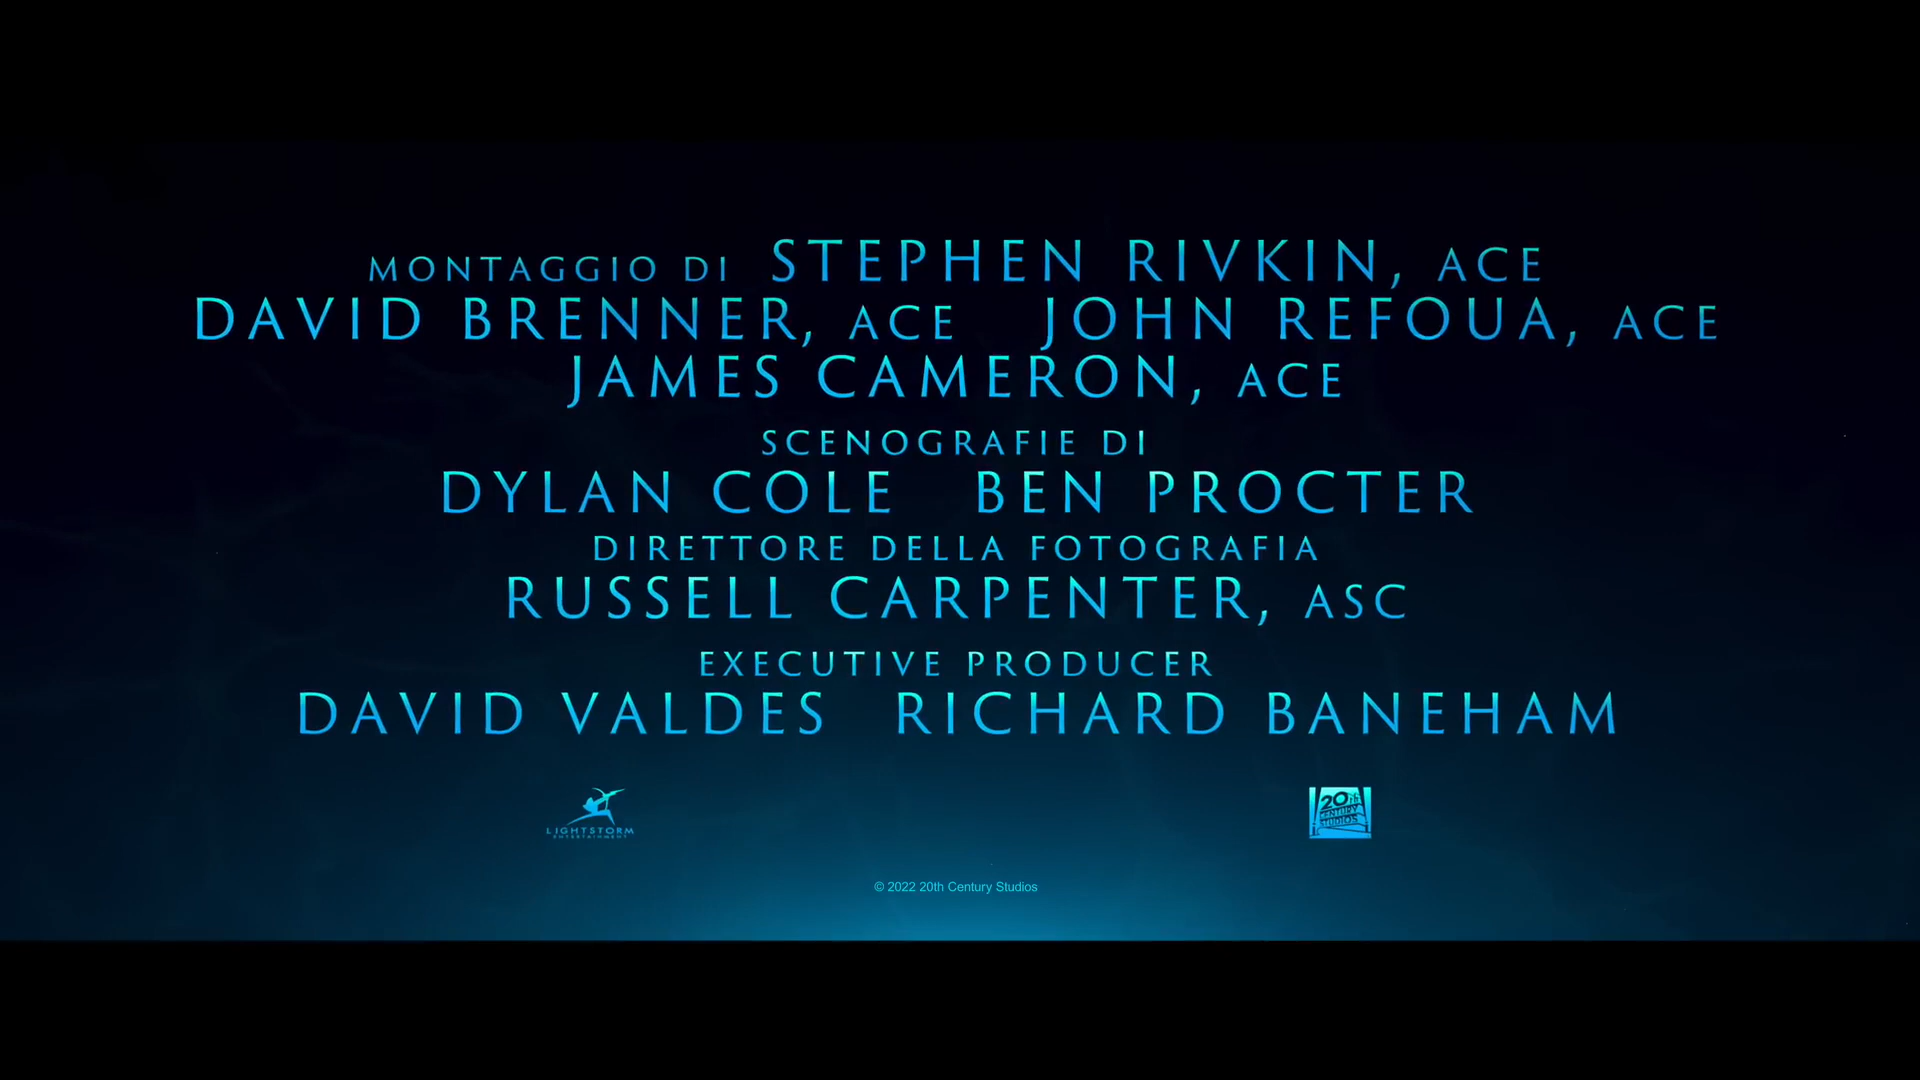 MONTAGGIO DI STEPHEN RIVKIN, ACE
DAVID BRENNER, ACE JOHN REFOUA, ACE
JAMES CAMERON, ACE
SCENOGRAFIE DI
DYLAN COLE BEN PROCTER
DIRETTORE DELLA FOTOGRAFIA
RUSSELL CARPENTER, ASC
EXECUTIVE PRODUCER
DAVID VALDES RICHARD BANEHAM
LIGHTSTORM
ENTERTAINMENT
20th
CENTURY
STUDIOS
© 2022 20th Century Studios